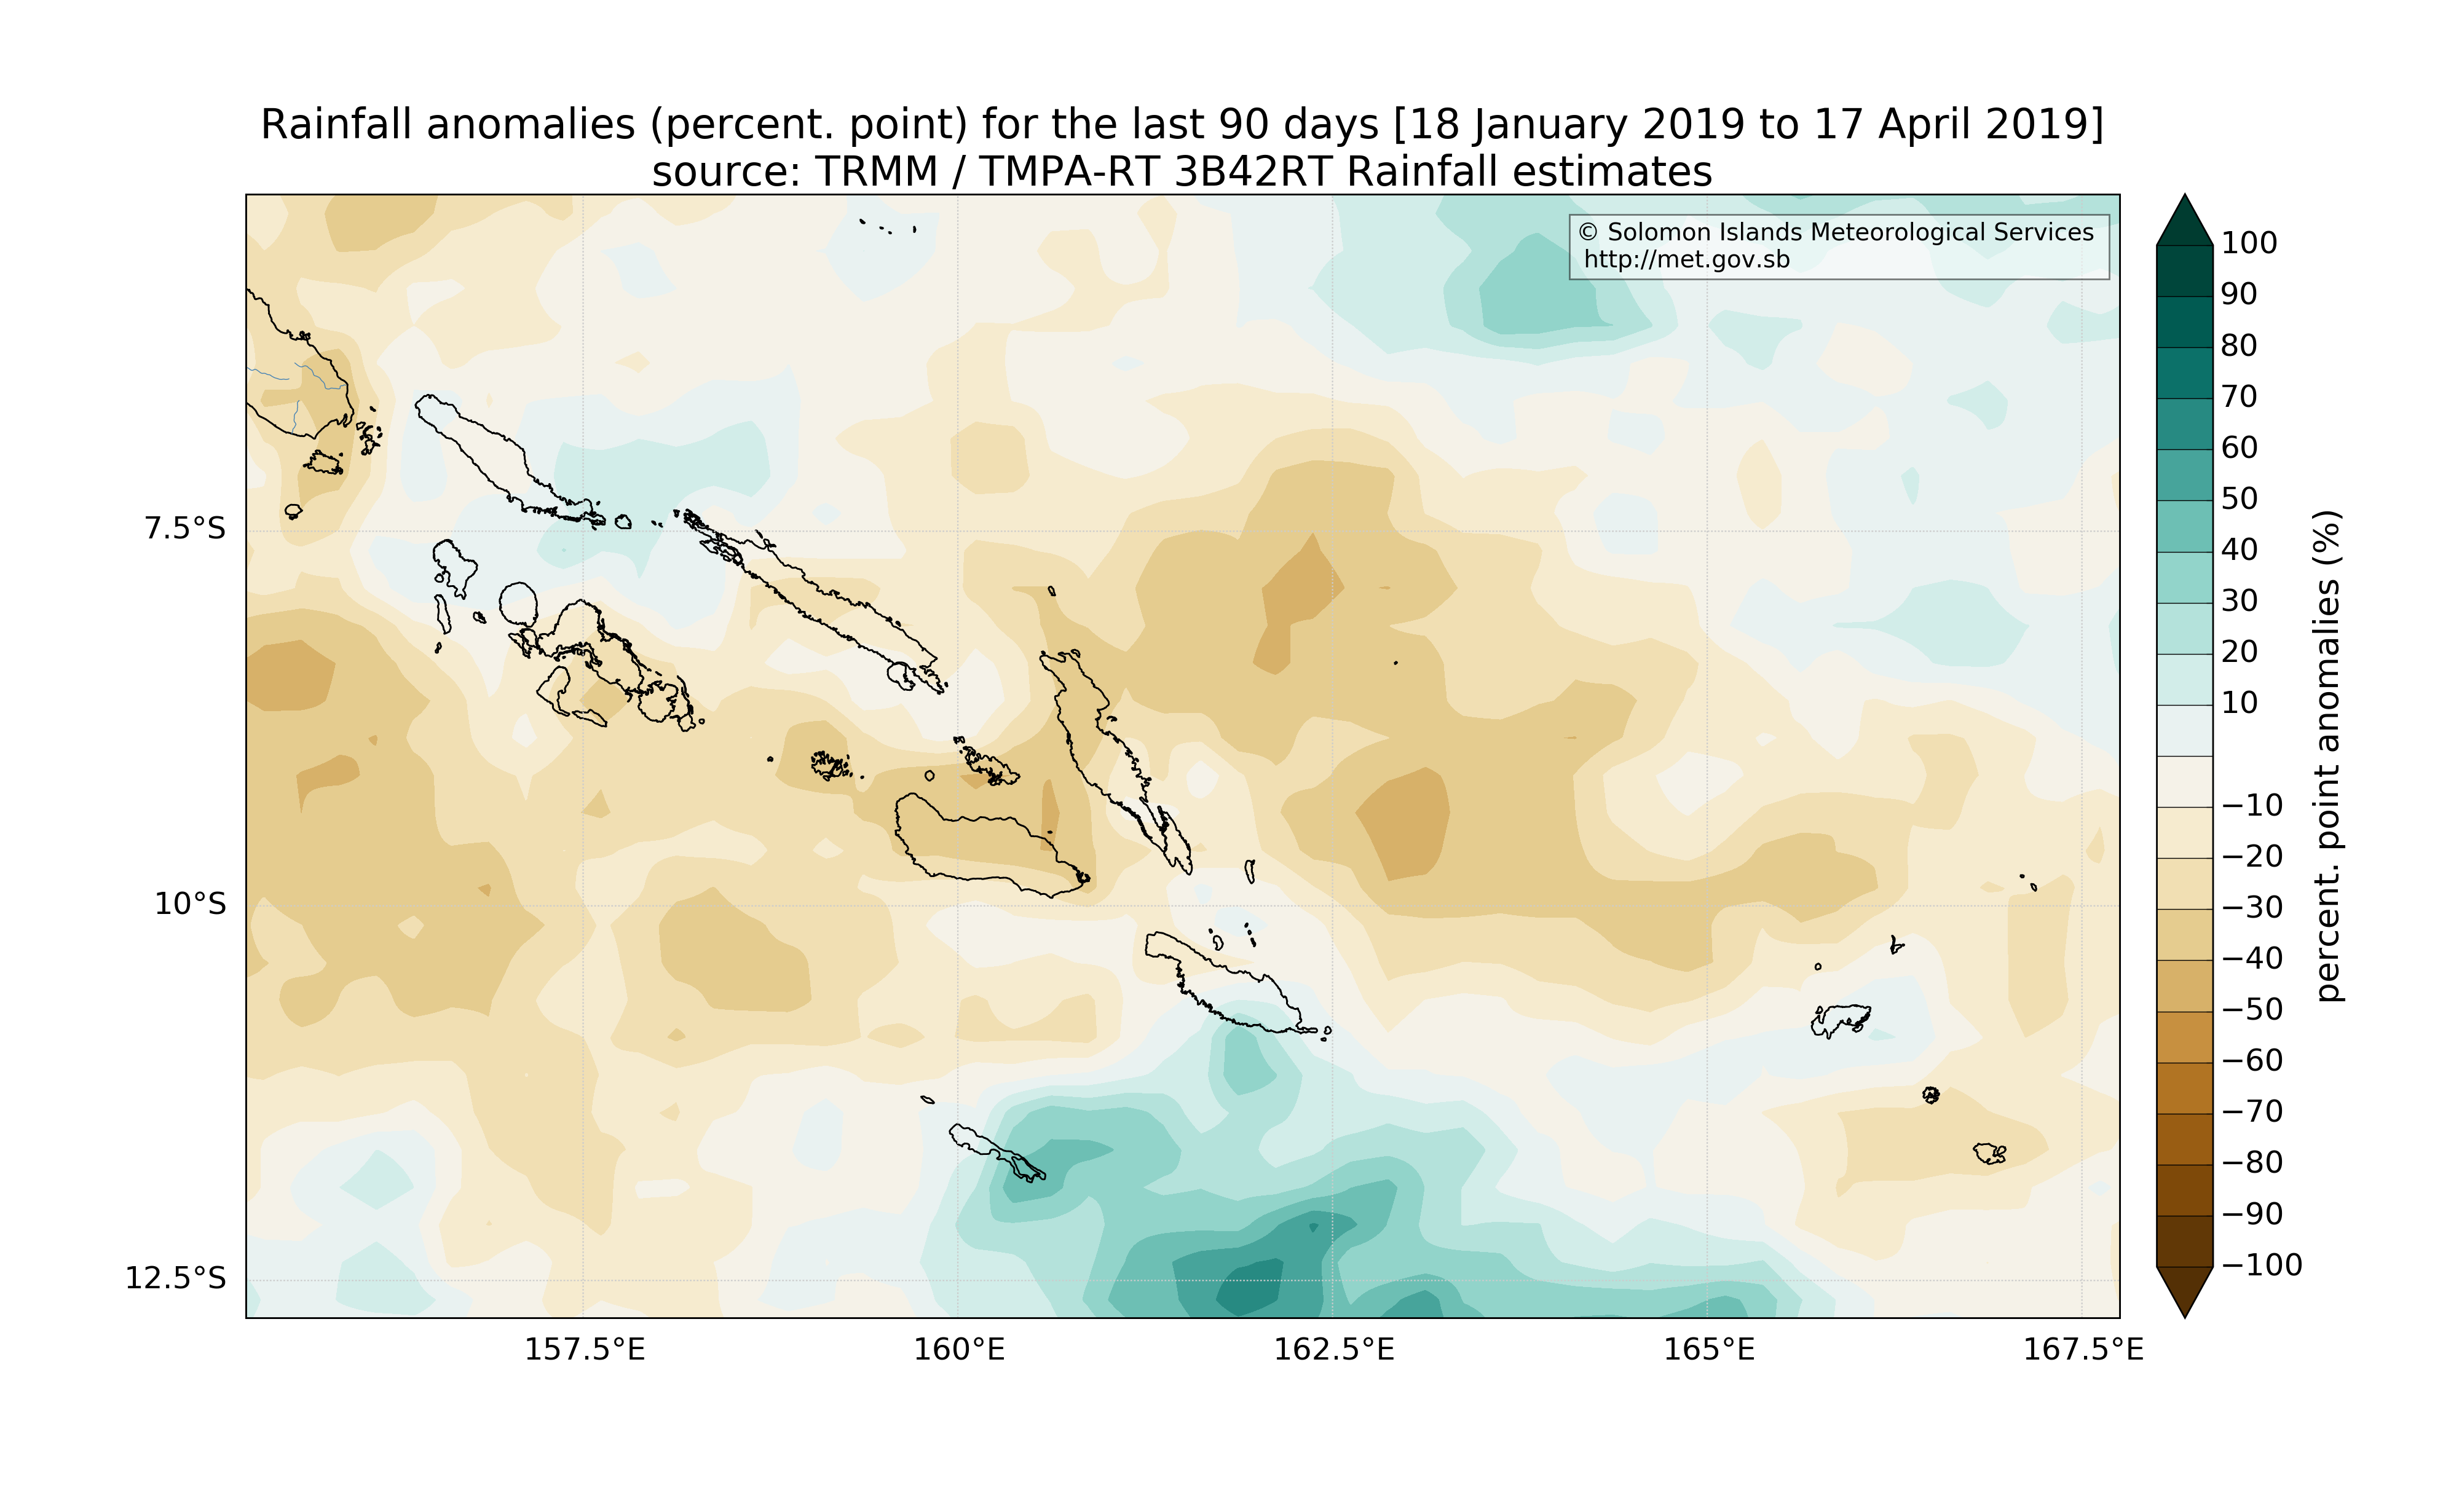 Rainfall anomalies (percent. point) for the last 90 days [18 January 2019 to 17 April 2019]
source: TRMM / TMPA-RT 3B42RT Rainfall estimates
© Solomon Islands Meteorological Services
http://met.gov.sb
7.5°S
10°S
12.5°S
157.5°E
160°E
162.5°E
165°E
167.5°E
100
90
80
70
60
50
40
30
20
10
−10
−20
−30
−40
−50
−60
−70
−80
−90
−100
percent. point anomalies (%)